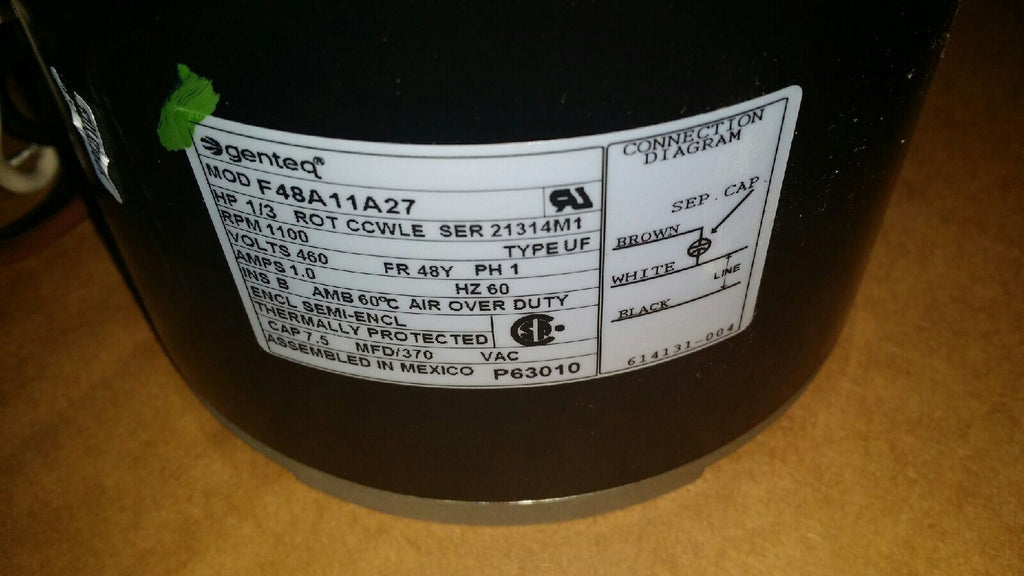 genteq
MOD F48A11A27
HP 1/3 ROT CCWLE SER 21314M1
RPM 1100 TYPE UF
VOLTS 460 FR 48Y PH 1
AMPS 1.0 HZ 60
INS B AMB 60°C AIR OVER DUTY
ENCL SEMI-ENCL
THERMALLY PROTECTED
CAP 7.5 MFD/370 VAC
ASSEMBLED IN MEXICO P63010
CONNECTION
DIAGRAM
SEP. CAP.
BROWN
WHITE
LINE
BLACK
614131-004